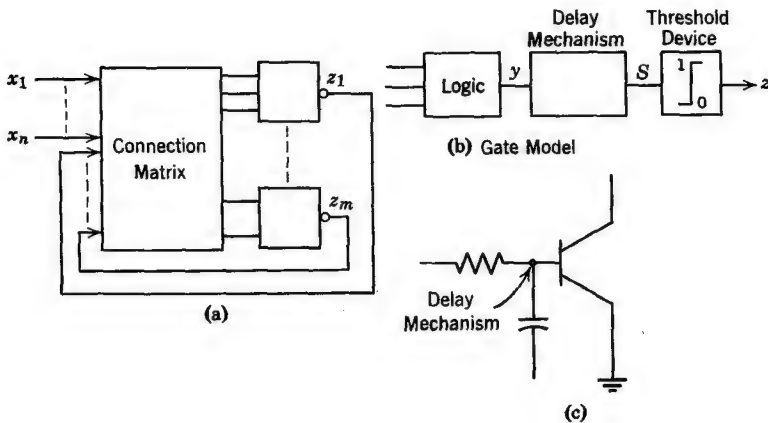 x1
xn
Connection
Matrix
z1
zm
(a)
Logic
y
Delay
Mechanism
S
Threshold
Device
1
0
z
(b) Gate Model
Delay
Mechanism
(c)